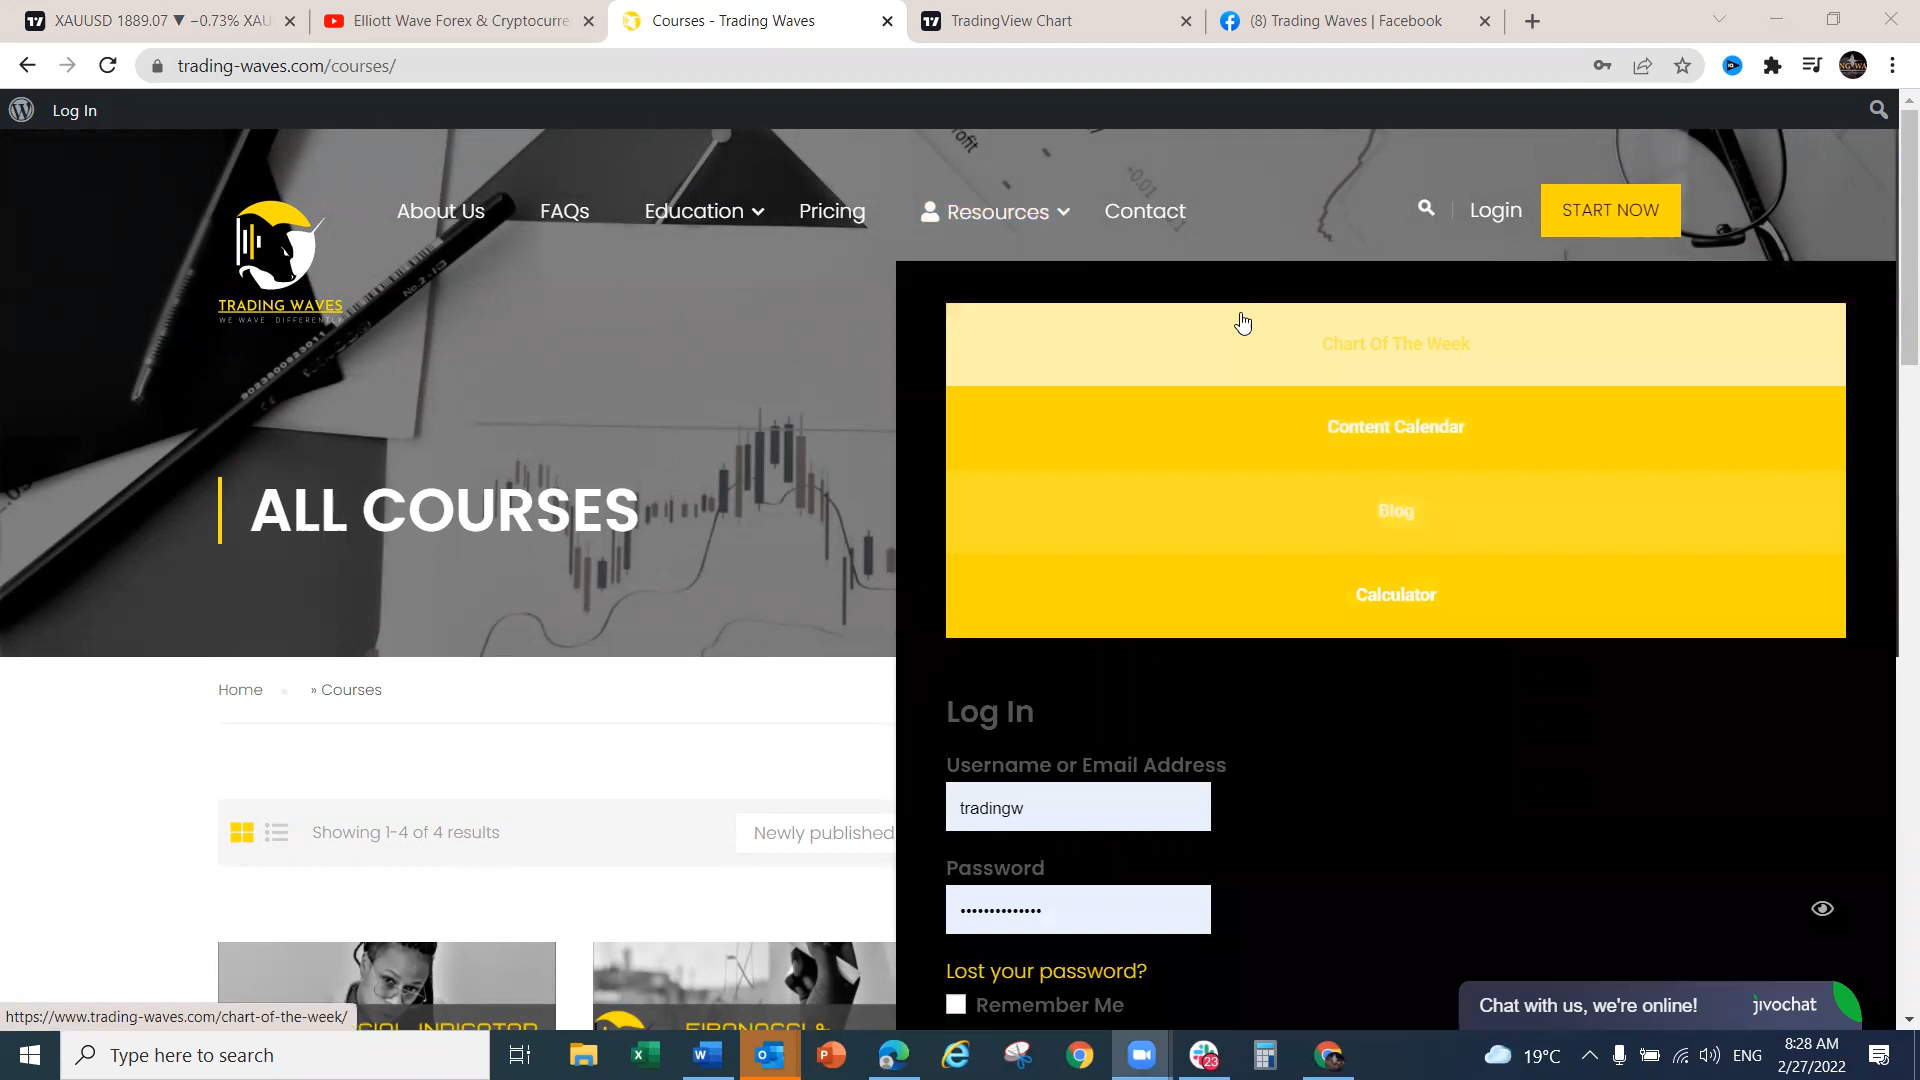 XAUUSD 1889.07 ▼ −0.73% XAU
Elliott Wave Forex & Cryptocurre
Courses - Trading Waves
TradingView Chart
(8) Trading Waves | Facebook
trading-waves.com/courses/
Log In
About Us
FAQs
Education
Pricing
Resources
Contact
Login
START NOW
TRADING WAVES
WE WAVE DIFFERENTLY
Chart Of The Week
Content Calendar
Blog
Calculator
ALL COURSES
Home » Courses
Log In
Username or Email Address
tradingw
Showing 1-4 of 4 results
Newly published
Password
••••••••••••••
Lost your password?
Remember Me
Chat with us, we're online!
jivochat
https://www.trading-waves.com/chart-of-the-week/
INDICATOR
FIBONACCI &
Type here to search
23
19°C
ENG
8:28 AM
2/27/2022